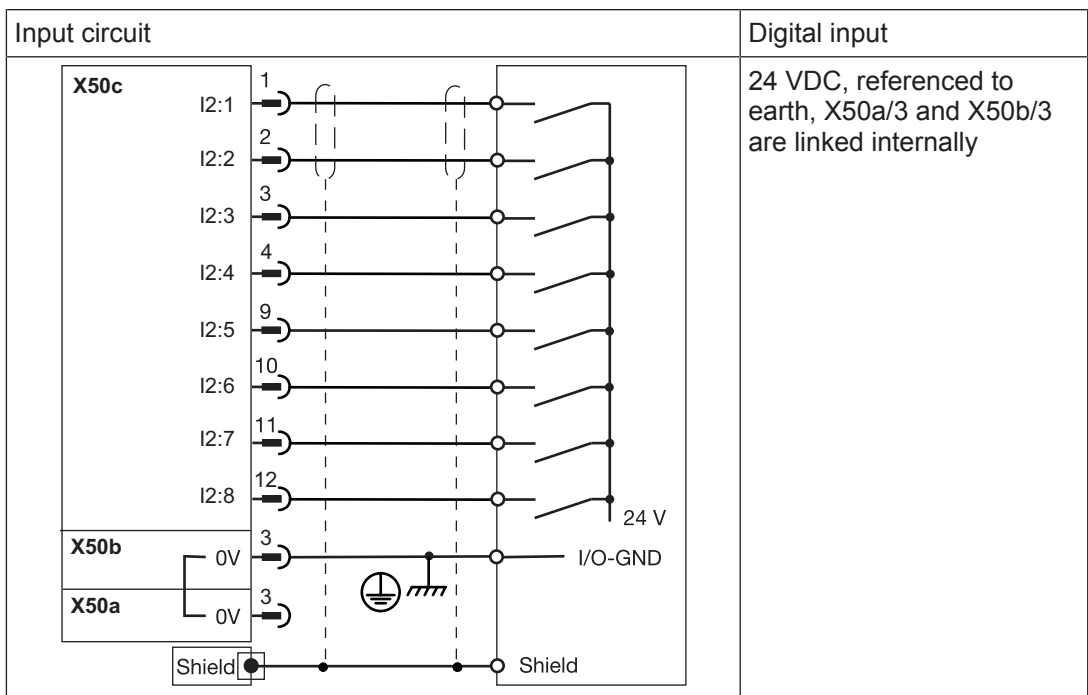 Input circuit
Digital input
X50c
I2:1 1
I2:2 2
I2:3 3
I2:4 4
I2:5 9
I2:6 10
I2:7 11
I2:8 12
24 V
X50b
0V 3
I/O-GND
X50a
0V 3
Shield
Shield
24 VDC, referenced to
earth, X50a/3 and X50b/3
are linked internally